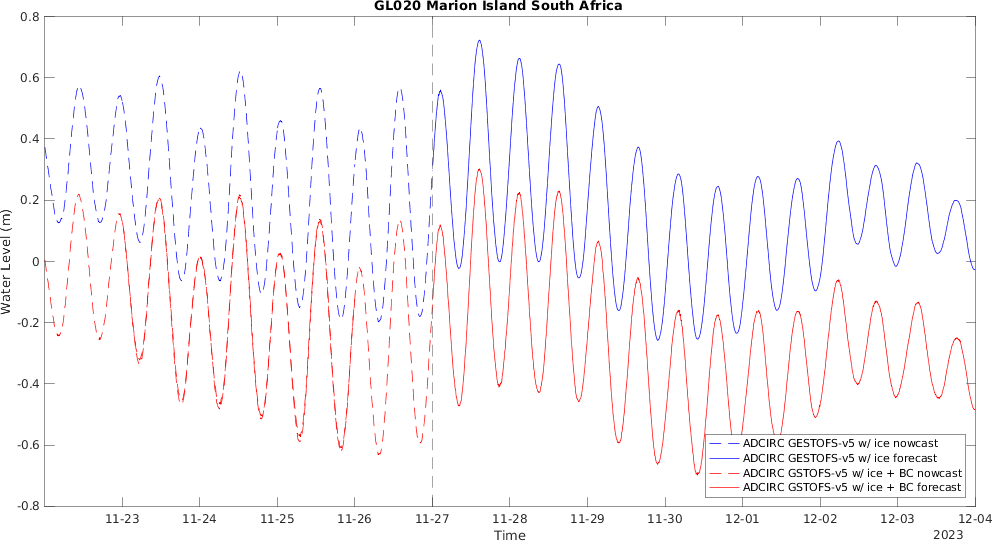 GL020 Marion Island South Africa
0.8
0.6
0.4
0.2
0
-0.2
-0.4
-0.6
-0.8
Water Level (m)
ADCIRC GESTOFS-v5 w/ ice nowcast
ADCIRC GESTOFS-v5 w/ ice forecast
ADCIRC GSTOFS-v5 w/ ice + BC nowcast
ADCIRC GSTOFS-v5 w/ ice + BC forecast
11-23 11-24 11-25 11-26 11-27 11-28 11-29 11-30 12-01 12-02 12-03 12-04
Time
2023